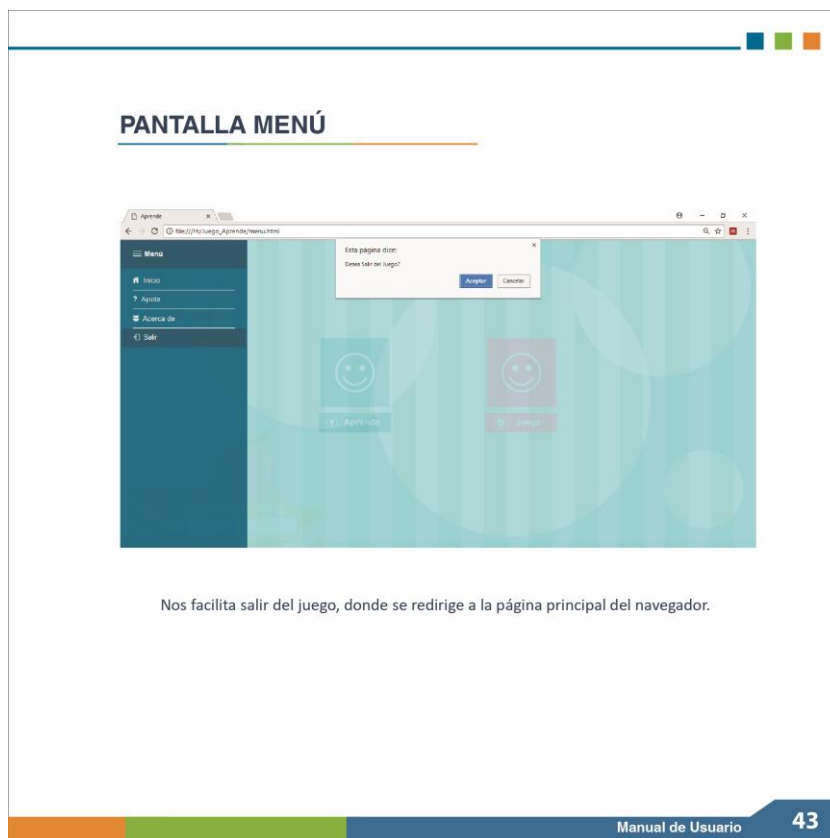 PANTALLA MENÚ
Aprende
file:///H:/Juego_Aprende/menu.html
Menú
Inicio
? Ayuda
Acerca de
Salir
Esta página dice:
Desea Salir del Juego?
Aceptar
Cancelar
Aprende
Juega
Nos facilita salir del juego, donde se redirige a la página principal del navegador.
Manual de Usuario 43